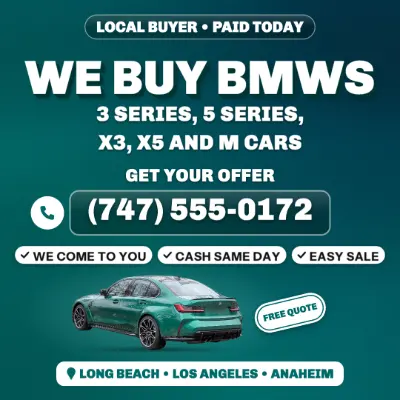 LOCAL BUYER • PAID TODAY
WE BUY BMWS
3 SERIES, 5 SERIES,
X3, X5 AND M CARS
GET YOUR OFFER
(747) 555-0172
WE COME TO YOU
CASH SAME DAY
EASY SALE
FREE QUOTE
LONG BEACH • LOS ANGELES • ANAHEIM